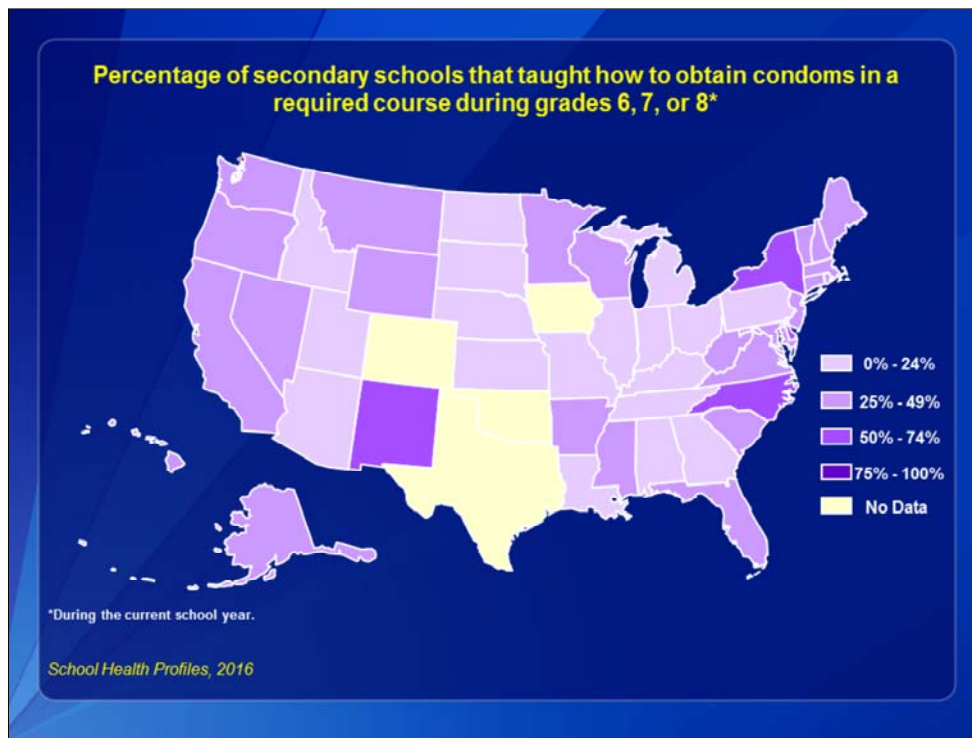 Percentage of secondary schools that taught how to obtain condoms in a
required course during grades 6, 7, or 8*
0% - 24%
25% - 49%
50% - 74%
75% - 100%
No Data
*During the current school year.
School Health Profiles, 2016